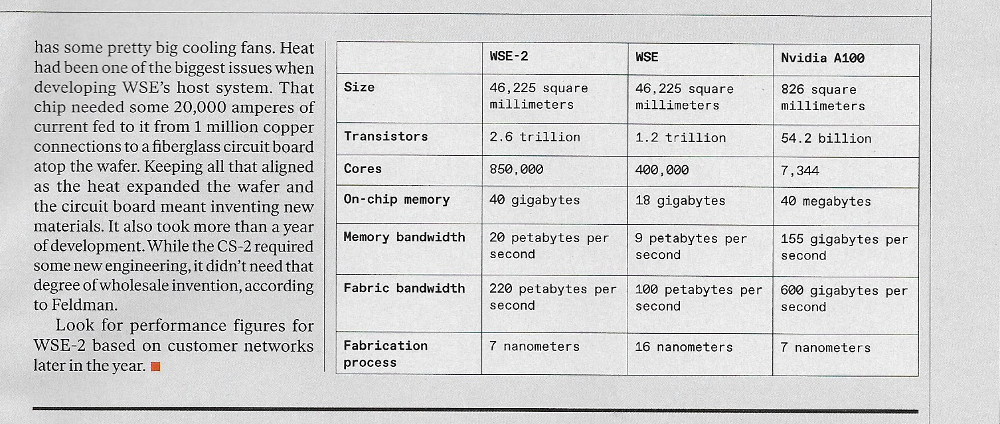 has some pretty big cooling fans. Heat
had been one of the biggest issues when
developing WSE’s host system. That
chip needed some 20,000 amperes of
current fed to it from 1 million copper
connections to a fiberglass circuit board
atop the wafer. Keeping all that aligned
as the heat expanded the wafer and
the circuit board meant inventing new
materials. It also took more than a year
of development. While the CS-2 required
some new engineering, it didn’t need that
degree of wholesale invention, according
to Feldman.
Look for performance figures for
WSE-2 based on customer networks
later in the year.
WSE-2 WSE Nvidia A100
Size 46,225 square 46,225 square 826 square
millimeters millimeters millimeters
Transistors 2.6 trillion 1.2 trillion 54.2 billion
Cores 850,000 400,000 7,344
On-chip memory 40 gigabytes 18 gigabytes 40 megabytes
Memory bandwidth 20 petabytes per 9 petabytes per 155 gigabytes per
second second second
Fabric bandwidth 220 petabytes per 100 petabytes per 600 gigabytes per
second second second
Fabrication 7 nanometers 16 nanometers 7 nanometers
process